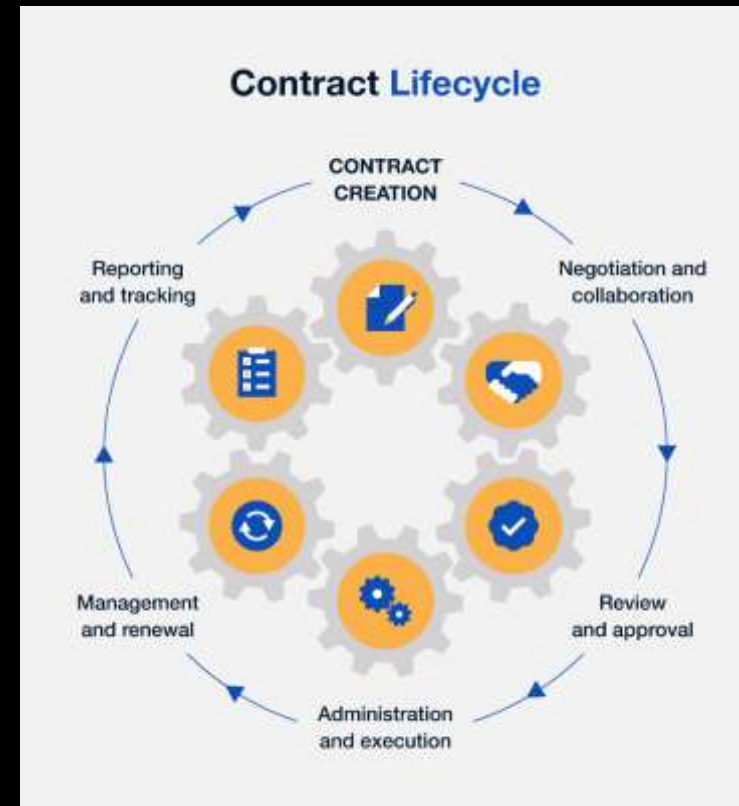 Contract Lifecycle
CONTRACT
CREATION
Negotiation and
collaboration
Review
and approval
Administration
and execution
Management
and renewal
Reporting
and tracking